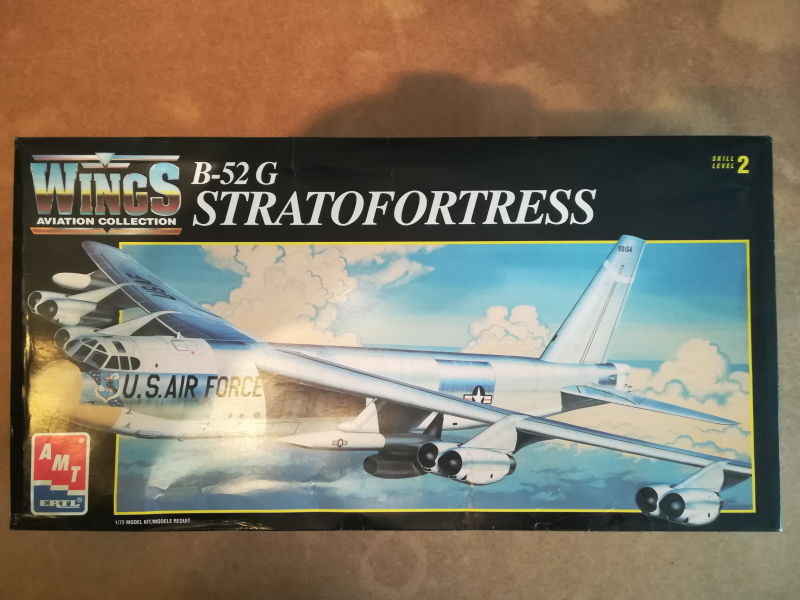 WINGS
AVIATION COLLECTION
B-52 G
STRATOFORTRESS
SKILL
LEVEL 2
U.S. AIR FORCE
AMT
ERTL®
1/72 MODEL KIT/MODELE REDUIT